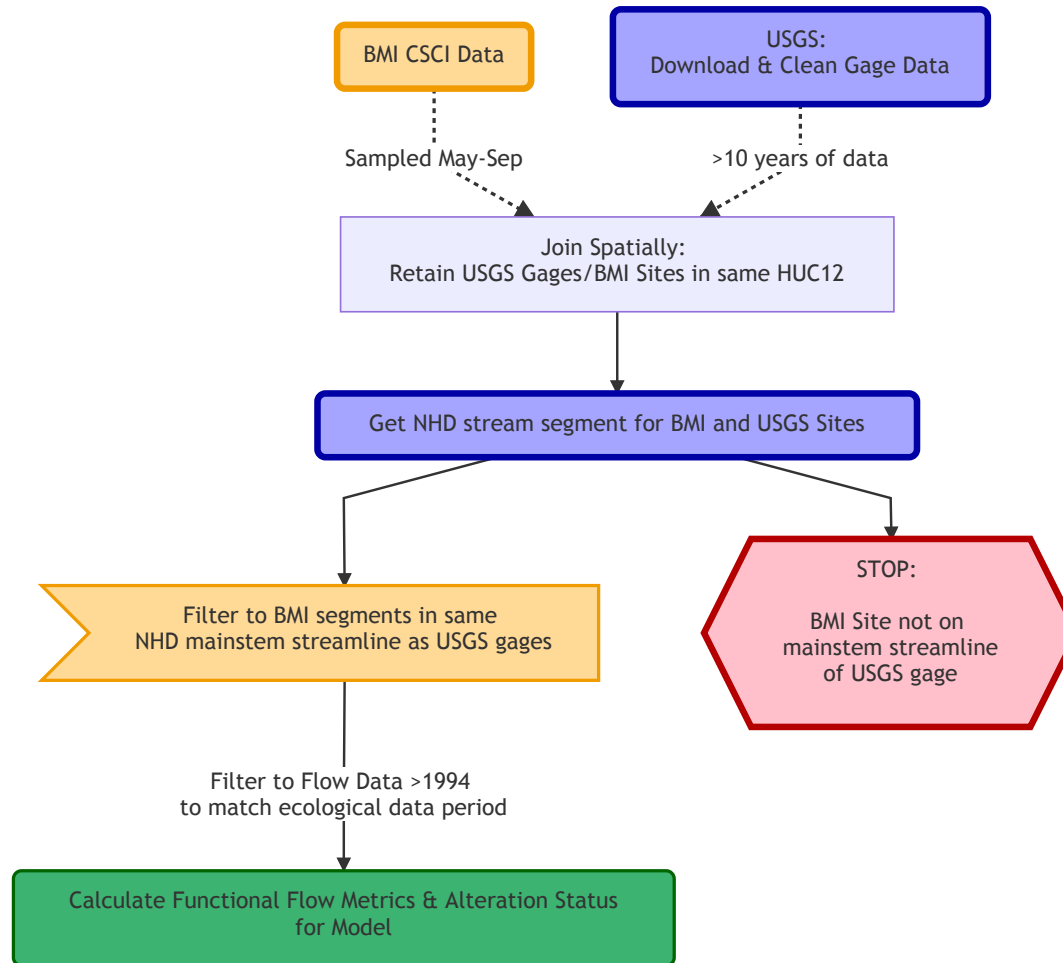 BMI CSCI Data
USGS:
Download & Clean Gage Data
Sampled May-Sep
>10 years of data
Join Spatially:
Retain USGS Gages/BMI Sites in same HUC12
Get NHD stream segment for BMI and USGS Sites
Filter to BMI segments in same
NHD mainstem streamline as USGS gages
STOP:
BMI Site not on
mainstem streamline
of USGS gage
Filter to Flow Data >1994
to match ecological data period
Calculate Functional Flow Metrics & Alteration Status
for Model